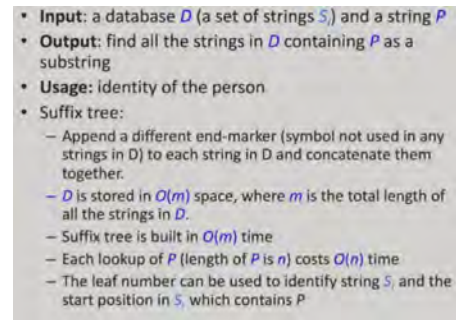 • Input: a database D (a set of strings Si) and a string P
• Output: find all the strings in D containing P as a
substring
• Usage: identity of the person
• Suffix tree:
– Append a different end-marker (symbol not used in any
strings in D) to each string in D and concatenate them
together.
– D is stored in O(m) space, where m is the total length of
all the strings in D.
– Suffix tree is built in O(m) time
– Each lookup of P (length of P is n) costs O(n) time
– The leaf number can be used to identify string Si and the
start position in Si which contains P